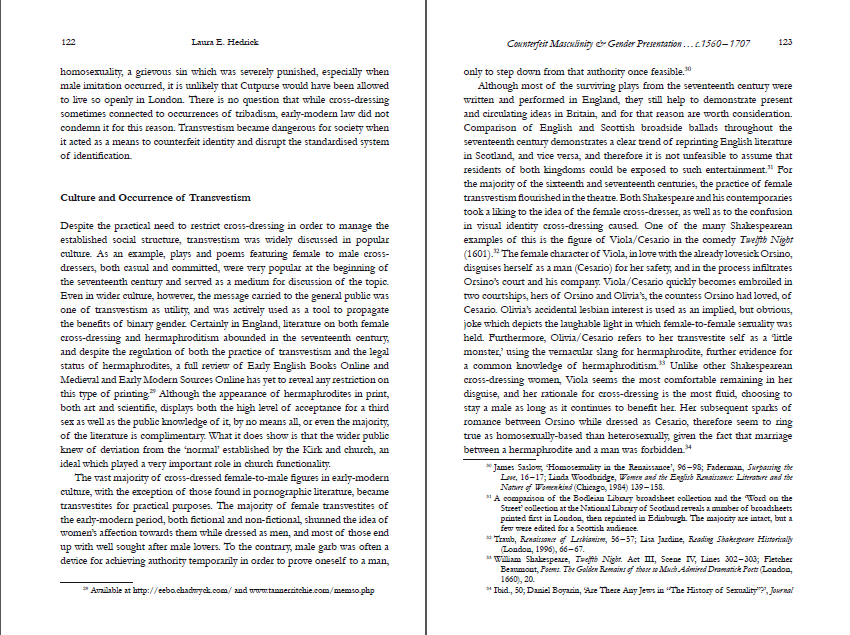 122
Laura E. Hedrick
homosexuality, a grievous sin which was severely punished, especially when
male imitation occurred, it is unlikely that Cutpurse would have been allowed
to live so openly in London. There is no question that while cross-dressing
sometimes connected to occurrences of tribadism, early-modern law did not
condemn it for this reason. Transvestism became dangerous for society when
it acted as a means to counterfeit identity and disrupt the standardised system
of identification.
Culture and Occurrence of Transvestism
Despite the practical need to restrict cross-dressing in order to manage the
established social structure, transvestism was widely discussed in popular
culture. As an example, plays and poems featuring female to male cross-
dressers, both casual and committed, were very popular at the beginning of
the seventeenth century and served as a medium for discussion of the topic.
Even in wider culture, however, the message carried to the general public was
one of transvestism as utility, and was actively used as a tool to propagate
the benefits of binary gender. Certainly in England, literature on both female
cross-dressing and hermaphroditism abounded in the seventeenth century,
and despite the regulation of both the practice of transvestism and the legal
status of hermaphrodites, a full review of Early English Books Online and
Medieval and Early Modern Sources Online has yet to reveal any restriction on
this type of printing.²⁹ Although the appearance of hermaphrodites in print,
both art and scientific, displays both the high level of acceptance for a third
sex as well as the public knowledge of it, by no means all, or even the majority,
of the literature is complimentary. What it does show is that the wider public
knew of deviation from the ‘normal’ established by the Kirk and church, an
ideal which played a very important role in church functionality.
The vast majority of cross-dressed female-to-male figures in early-modern
culture, with the exception of those found in pornographic literature, became
transvestites for practical purposes. The majority of female transvestites of
the early-modern period, both fictional and non-fictional, shunned the idea of
women’s affection towards them while dressed as men, and most of those end
up with well sought after male lovers. To the contrary, male garb was often a
device for achieving authority temporarily in order to prove oneself to a man,
²⁹ Available at http://eebo.chadwyck.com/ and www.tannerritchie.com/memso.php
Counterfeit Masculinity & Gender Presentation … c.1560–1707
123
only to step down from that authority once feasible.³⁰
Although most of the surviving plays from the seventeenth century were
written and performed in England, they still help to demonstrate present
and circulating ideas in Britain, and for that reason are worth consideration.
Comparison of English and Scottish broadside ballads throughout the
seventeenth century demonstrates a clear trend of reprinting English literature
in Scotland, and vice versa, and therefore it is not unfeasible to assume that
residents of both kingdoms could be exposed to such entertainment.³¹ For
the majority of the sixteenth and seventeenth centuries, the practice of female
transvestism flourished in the theatre. Both Shakespeare and his contemporaries
took a liking to the idea of the female cross-dresser, as well as to the confusion
in visual identity cross-dressing caused. One of the many Shakespearean
examples of this is the figure of Viola/Cesario in the comedy Twelfth Night
(1601).³² The female character of Viola, in love with the already lovesick Orsino,
disguises herself as a man (Cesario) for her safety, and in the process infiltrates
Orsino’s court and his company. Viola/Cesario quickly becomes embroiled in
two courtships, hers of Orsino and Olivia’s, the countess Orsino had loved, of
Cesario. Olivia’s accidental lesbian interest is used as an implied, but obvious,
joke which depicts the laughable light in which female-to-female sexuality was
held. Furthermore, Olivia/Cesario refers to her transvestite self as a ‘little
monster,’ using the vernacular slang for hermaphrodite, further evidence for
a common knowledge of hermaphroditism.³³ Unlike other Shakespearean
cross-dressing women, Viola seems the most comfortable remaining in her
disguise, and her rationale for cross-dressing is the most fluid, choosing to
stay a male as long as it continues to benefit her. Her subsequent sparks of
romance between Orsino while dressed as Cesario, therefore seem to ring
true as homosexually-based than heterosexually, given the fact that marriage
between a hermaphrodite and a man was forbidden.³⁴
³⁰ James Saslow, ‘Homosexuality in the Renaissance’, 96–98; Faderman, Surpassing the
Love, 16–17; Linda Woodbridge, Women and the English Renaissance: Literature and the
Nature of Womenkind (Chicago, 1984) 139–158.
³¹ A comparison of the Bodleian Library broadsheet collection and the ‘Word on the
Street’ collection at the National Library of Scotland reveals a number of broadsheets
printed first in London, then reprinted in Edinburgh. The majority are intact, but a
few were edited for a Scottish audience.
³² Traub, Renaissance of Lesbianism, 56–57; Lisa Jardine, Reading Shakespeare Historically
(London, 1996), 66–67.
³³ William Shakespeare, Twelfth Night. Act III, Scene IV, Lines 302–303; Fletcher
Beaumont, Poems. The Golden Remains of those so Much Admired Dramatick Poets (London,
1660), 20.
³⁴ Ibid., 50; Daniel Boyarin, ‘Are There Any Jews in “The History of Sexuality”?’, Journal